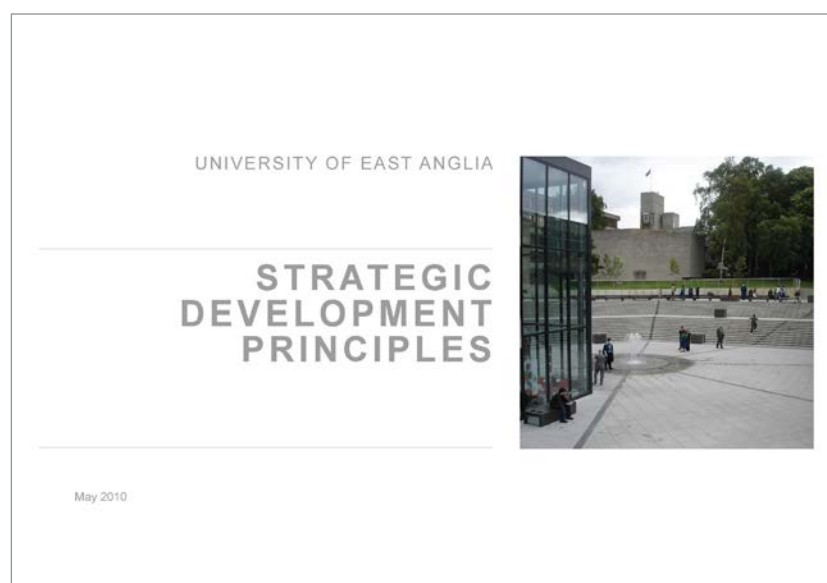 UNIVERSITY OF EAST ANGLIA
STRATEGIC
DEVELOPMENT
PRINCIPLES
May 2010